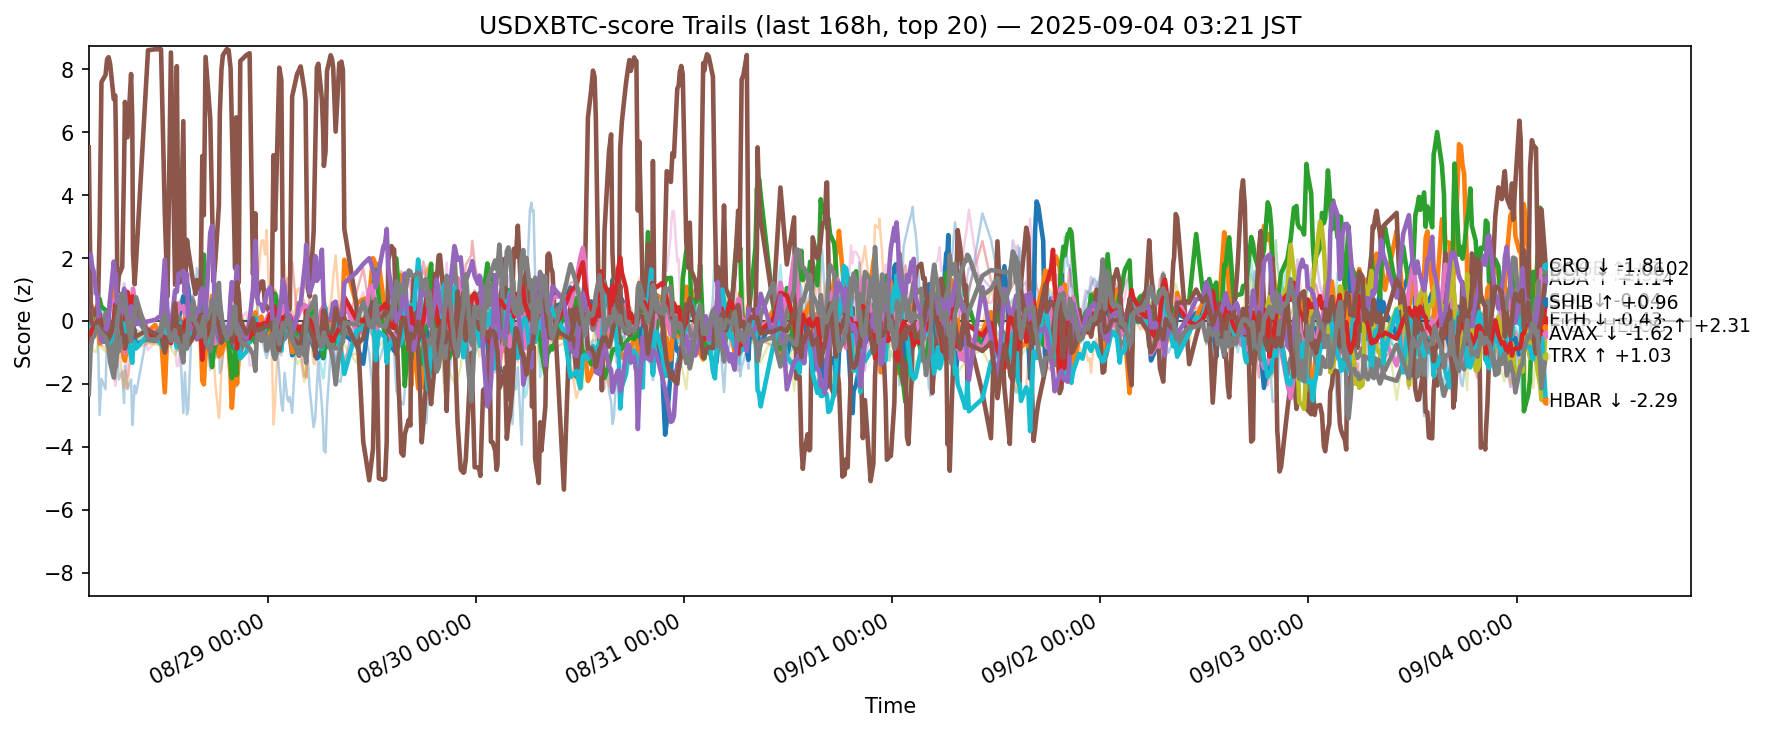 USDXBTC-score Trails (last 168h, top 20) — 2025-09-04 03:21 JST
Score (z)
8
6
4
2
0
−2
−4
−6
−8
CRO ↓ -1.81
ADA ↑ +1.14
SHIB ↑ +0.96
ETH ↓ -0.43
↑ +2.31
AVAX ↓ -1.62
TRX ↑ +1.03
HBAR ↓ -2.29
08/29 00:00
08/30 00:00
08/31 00:00
09/01 00:00
09/02 00:00
09/03 00:00
09/04 00:00
Time